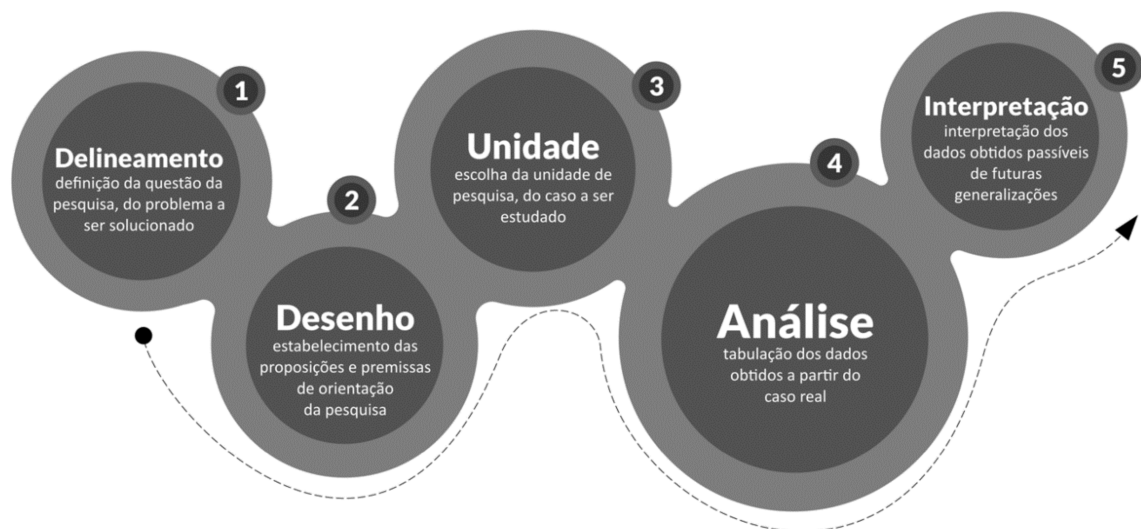 1
Delineamento
definição da questão da
pesquisa, do problema a
ser solucionado
2
Desenho
estabelecimento das
proposições e premissas
de orientação
da pesquisa
3
Unidade
escolha da unidade de
pesquisa, do caso a ser
estudado
4
Análise
tabulação dos dados
obtidos a partir do
caso real
5
Interpretação
interpretação dos
dados obtidos passíveis
de futuras
generalizações